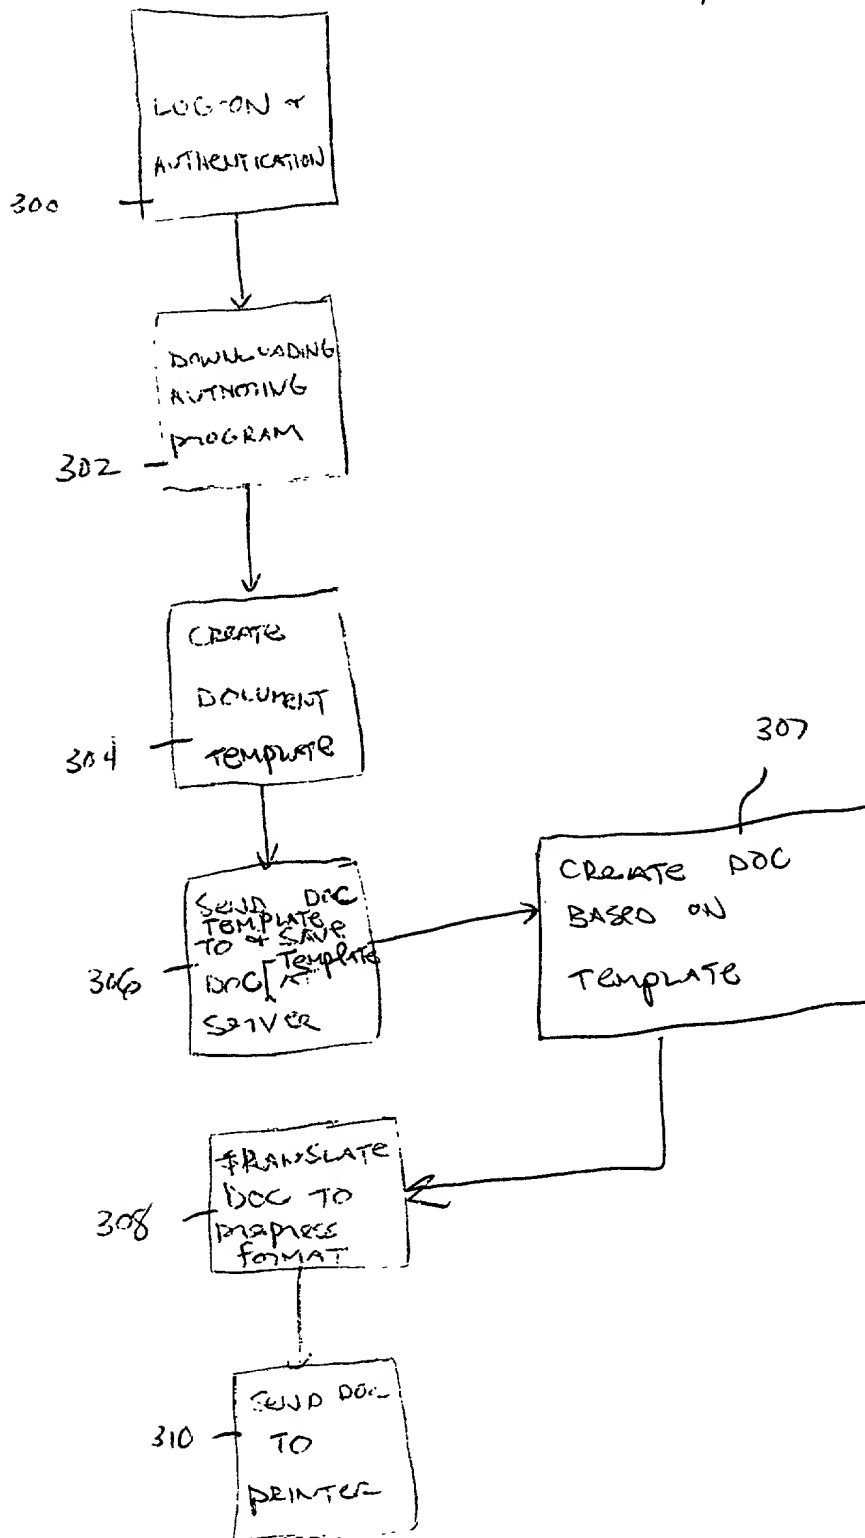 LOG-ON &
AUTHENTICATION
300
DOWNLOADING
AUTHORING
PROGRAM
302
CREATE
DOCUMENT
TEMPLATE
304
307
SEND DOC
TEMPLATE
TO & SAVE
TEMPLATE
DOC AT
SERVER
306
CREATE DOC
BASED ON
TEMPLATE
TRANSLATE
DOC TO
prepress
FORMAT
308
SEND DOC
TO
PRINTER
310